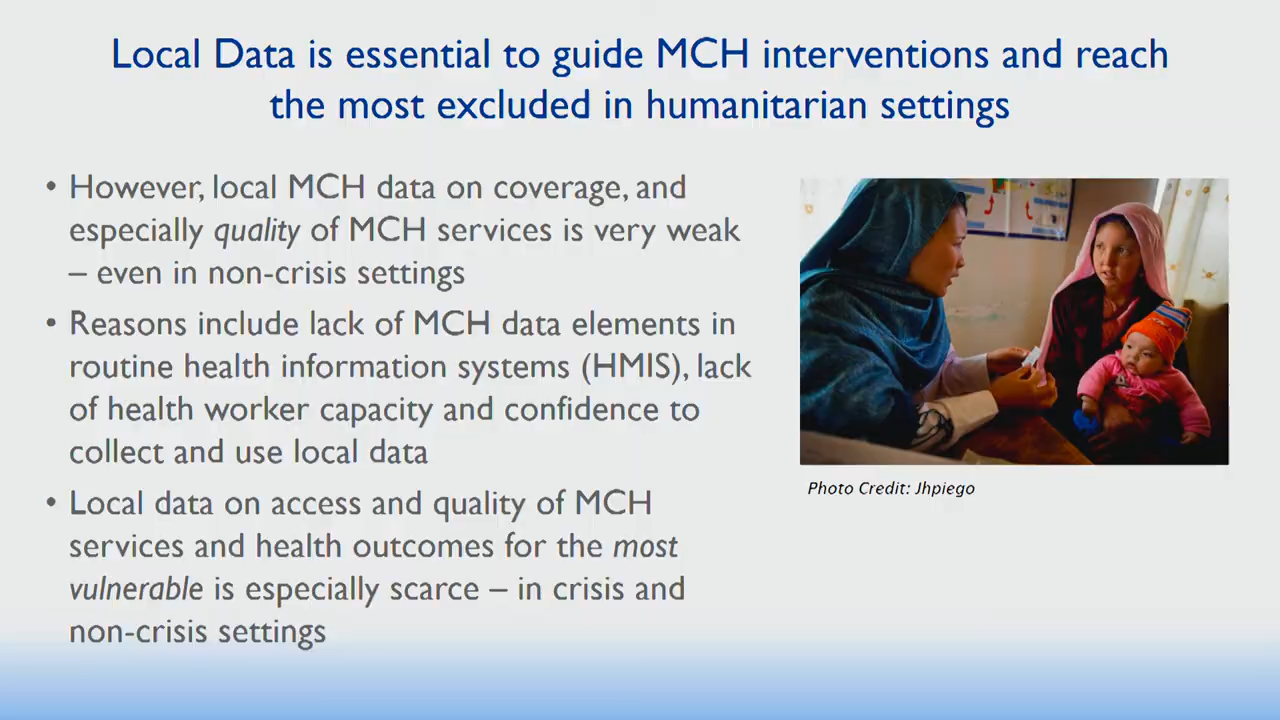 Local Data is essential to guide MCH interventions and reach
the most excluded in humanitarian settings
• However, local MCH data on coverage, and
especially quality of MCH services is very weak
– even in non-crisis settings
• Reasons include lack of MCH data elements in
routine health information systems (HMIS), lack
of health worker capacity and confidence to
collect and use local data
• Local data on access and quality of MCH
services and health outcomes for the most
vulnerable is especially scarce – in crisis and
non-crisis settings
Photo Credit: Jhpiego